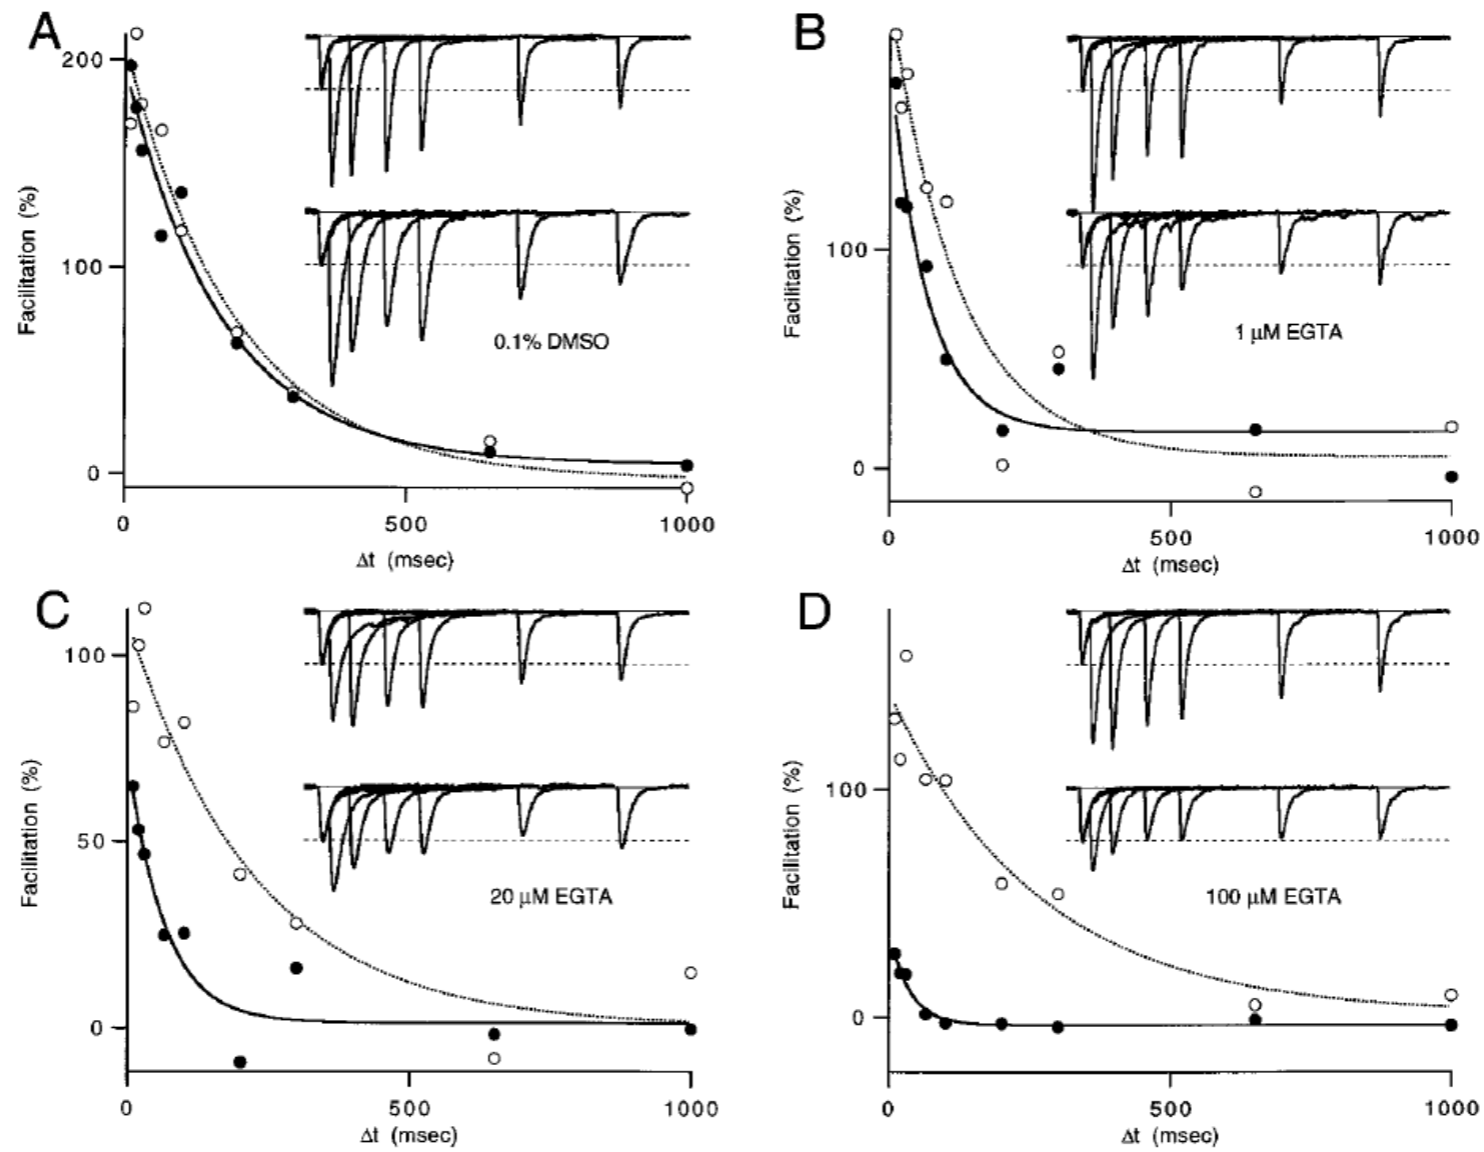 A
B
200
100
0
Facilitation (%)
0.1% DMSO
0
500
1000
Δt (msec)
100
0
Facilitation (%)
1 μM EGTA
0
500
1000
Δt (msec)
C
D
100
50
0
Facilitation (%)
20 μM EGTA
0
500
1000
Δt (msec)
100
0
Facilitation (%)
100 μM EGTA
0
500
1000
Δt (msec)